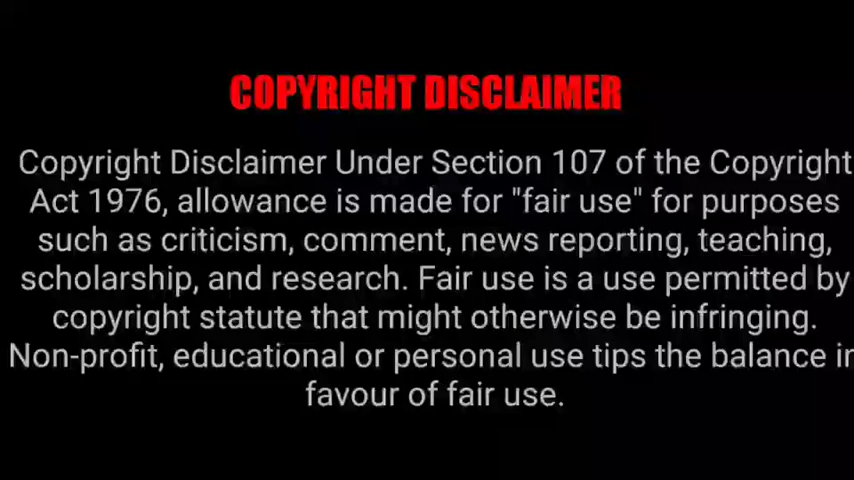 COPYRIGHT DISCLAIMER
Copyright Disclaimer Under Section 107 of the Copyright
Act 1976, allowance is made for "fair use" for purposes
such as criticism, comment, news reporting, teaching,
scholarship, and research. Fair use is a use permitted by
copyright statute that might otherwise be infringing.
Non-profit, educational or personal use tips the balance in
favour of fair use.